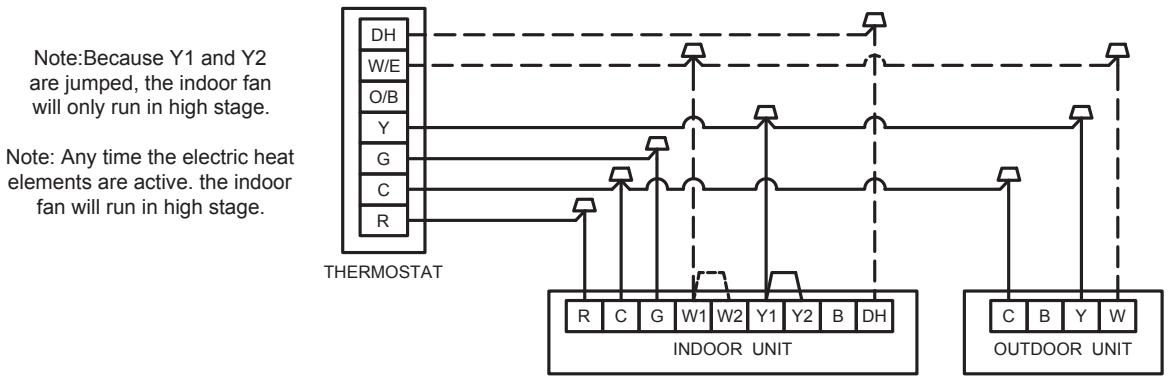 Note:Because Y1 and Y2
are jumped, the indoor fan
will only run in high stage.
Note: Any time the electric heat
elements are active. the indoor
fan will run in high stage.
DH
W/E
O/B
Y
G
C
R
THERMOSTAT
R C G W1 W2 Y1 Y2 B DH
INDOOR UNIT
C B Y W
OUTDOOR UNIT